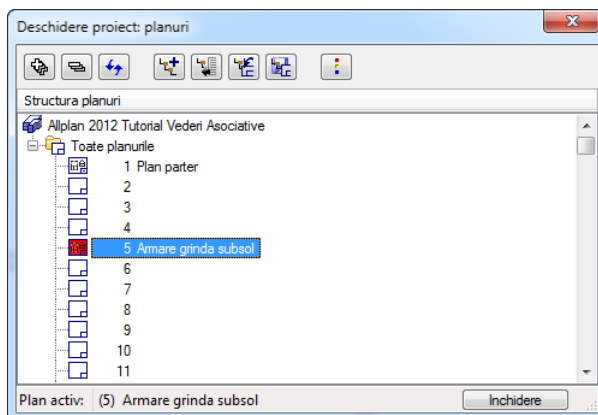 Deschidere proiect: planuri
Structura planuri
Allplan 2012 Tutorial Vederi Asociative
Toate planurile
1 Plan parter
2
3
4
5 Armare grinda subsol
6
7
8
9
10
11
Plan activ: (5) Armare grinda subsol Inchidere